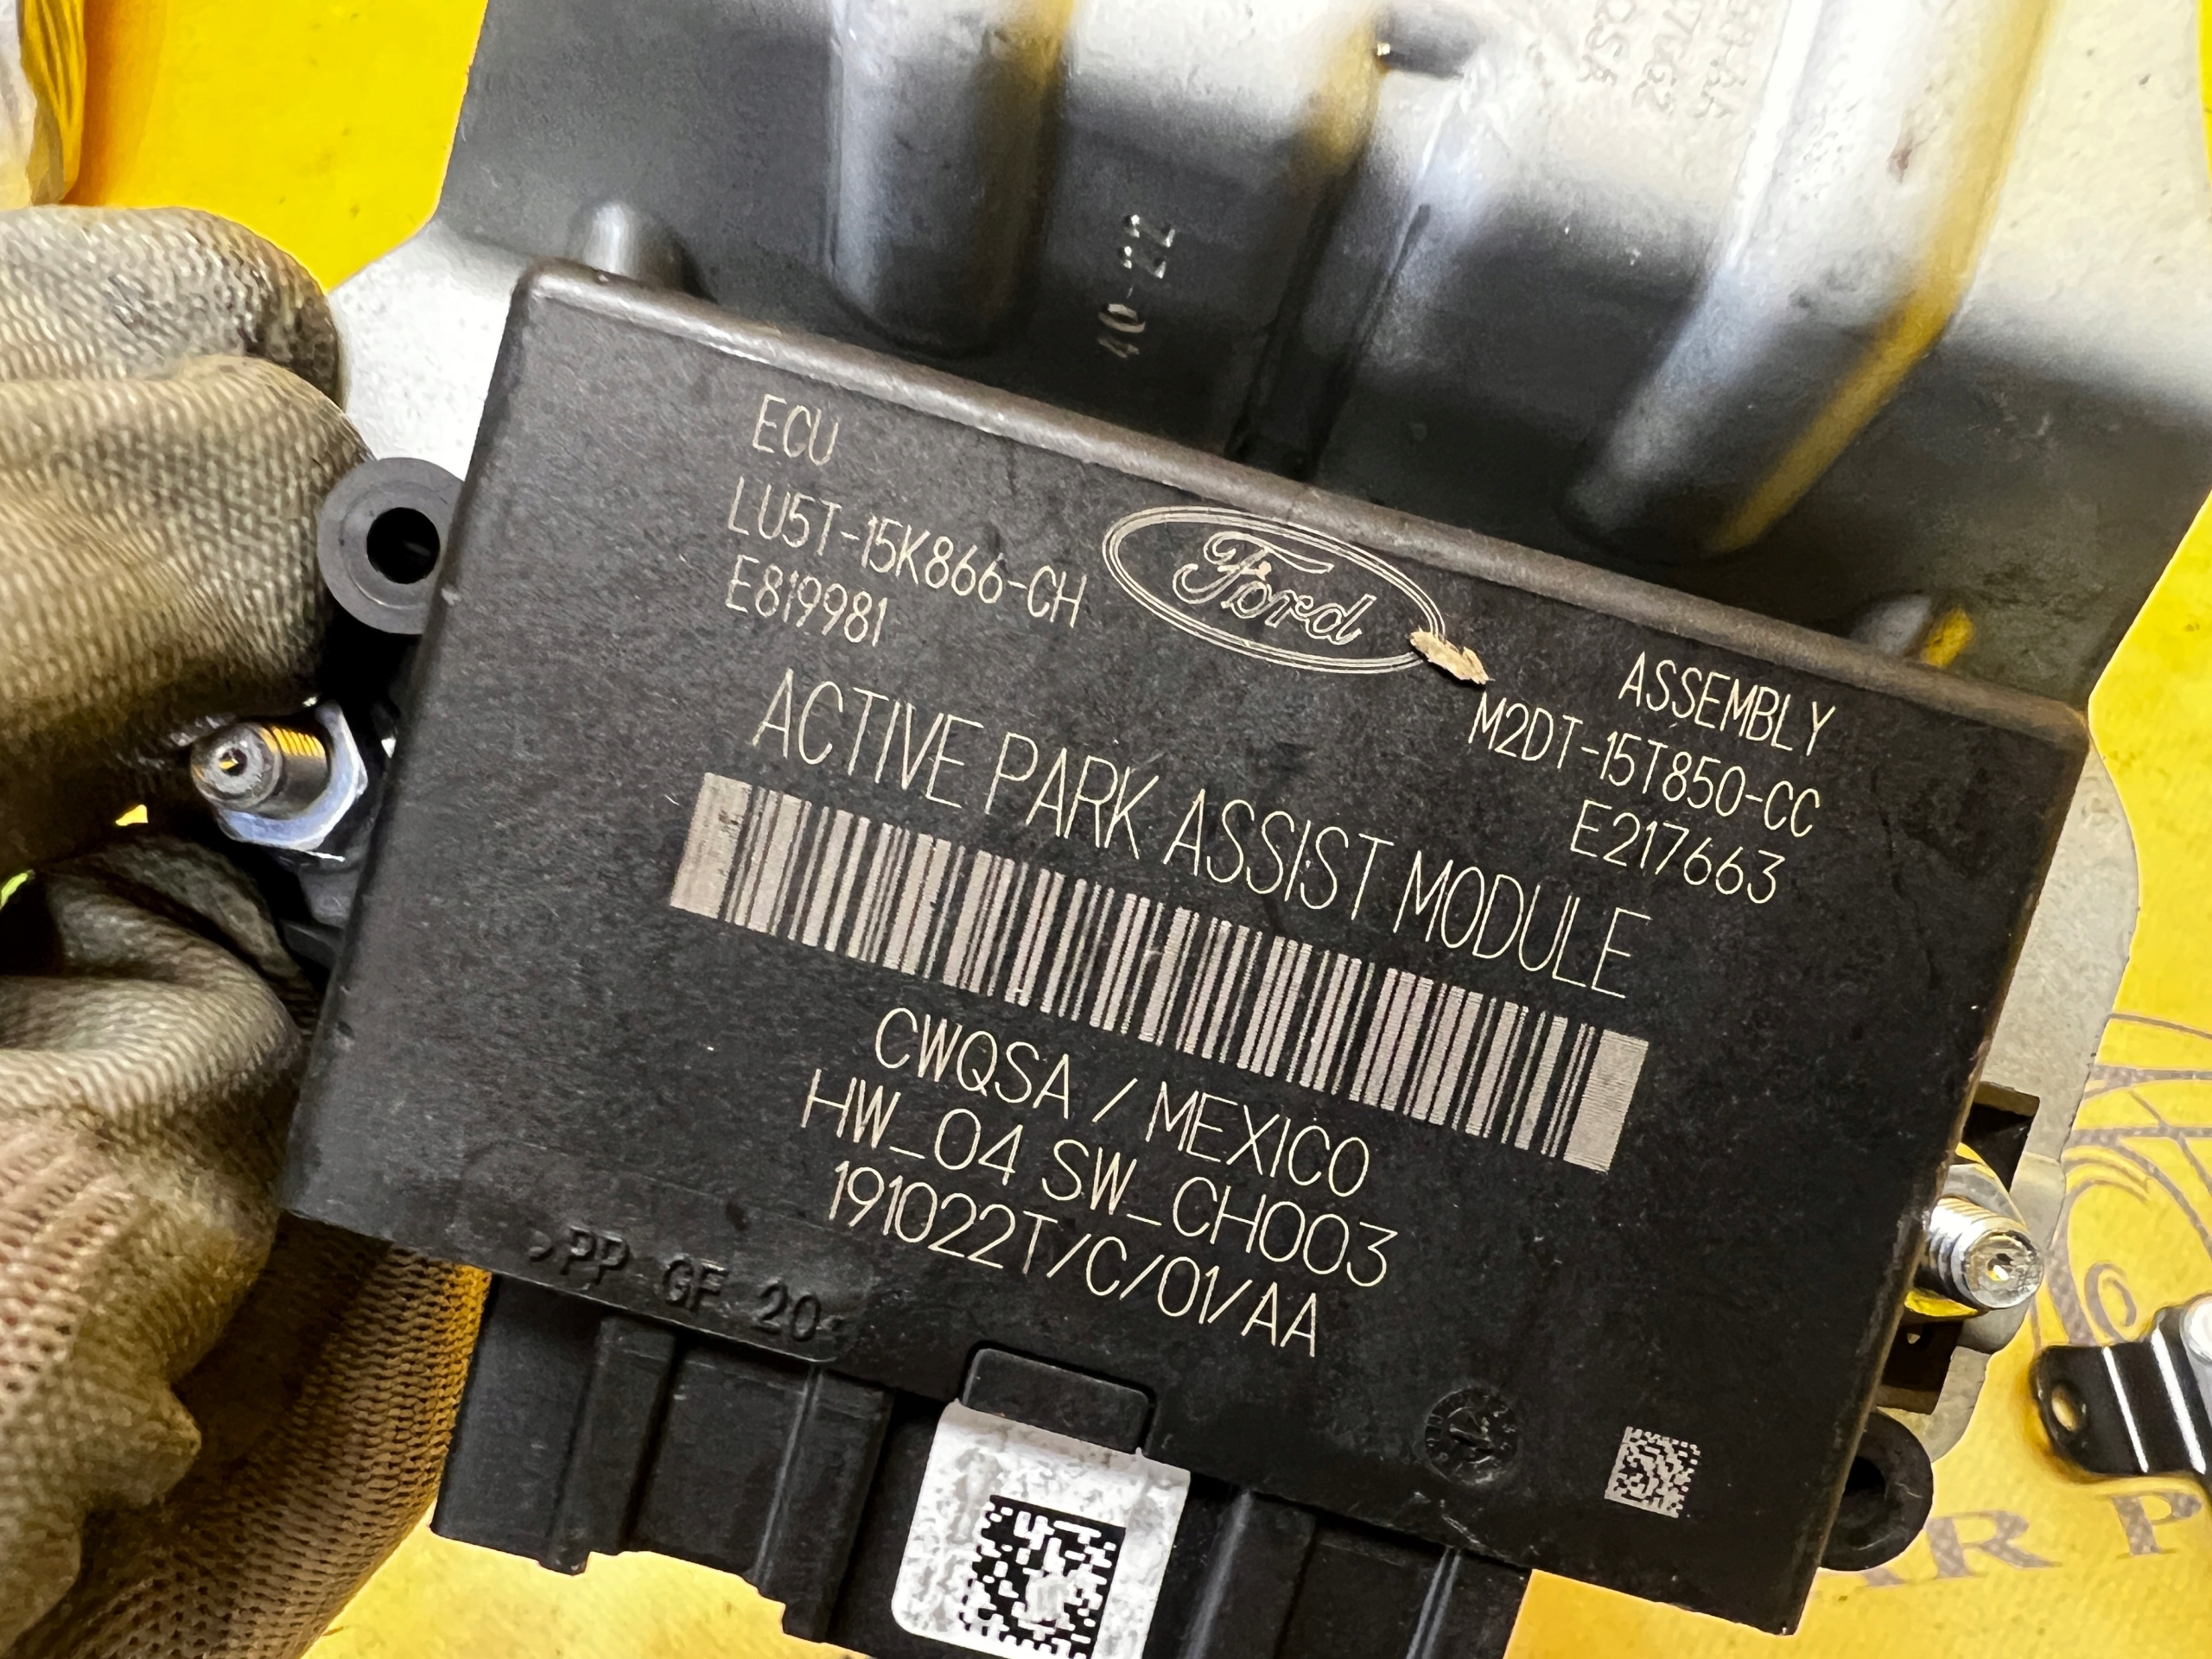 40-22
ECU
LU5T-15K866-CH
E819981
Ford
ASSEMBLY
M2DT-15T850-CC
E217663
ACTIVE PARK ASSIST MODULE
CWQSA / MEXICO
HW_04 SW_CH003
191022T/C/01/AA
>PP GF 20<